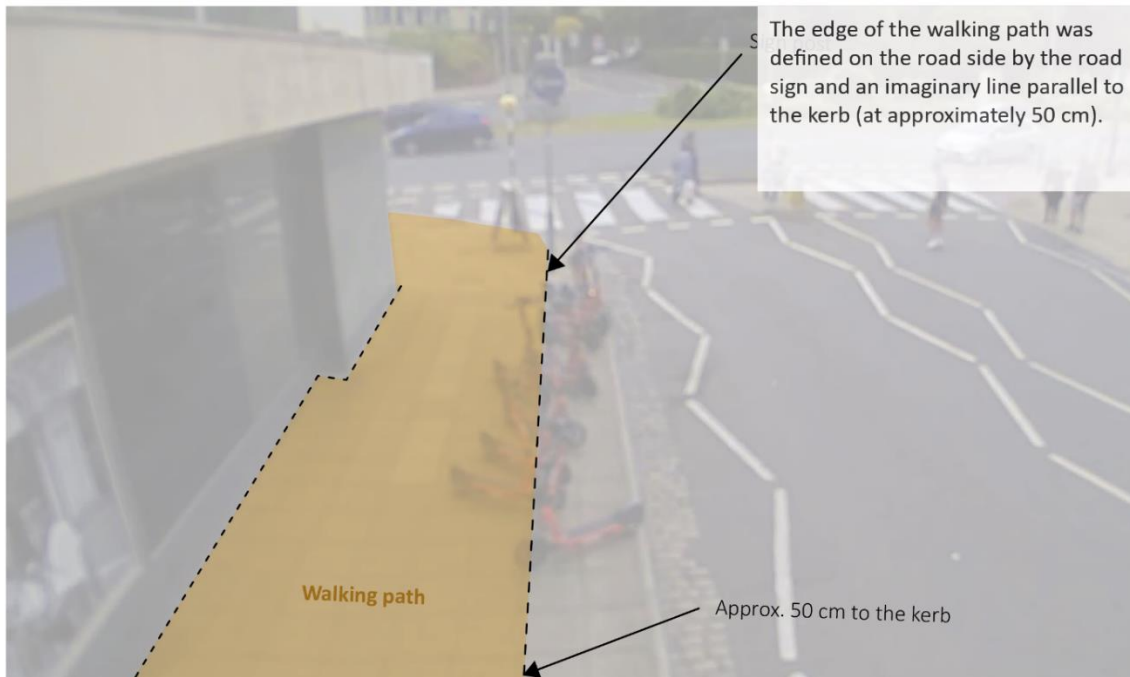 The edge of the walking path was
defined on the road side by the road
sign and an imaginary line parallel to
the kerb (at approximately 50 cm).
Walking path
Approx. 50 cm to the kerb